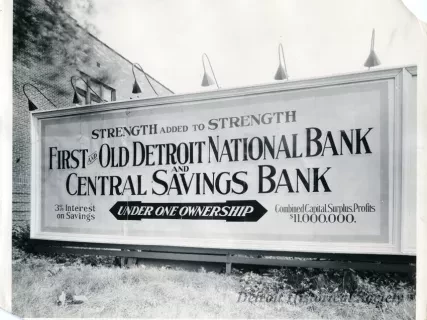 STRENGTH ADDED TO STRENGTH
FIRST AND OLD DETROIT NATIONAL BANK
AND
CENTRAL SAVINGS BANK
3% Interest
on Savings
UNDER ONE OWNERSHIP
Combined Capital, Surplus, Profits
$11,000,000.
Detroit Historical Society